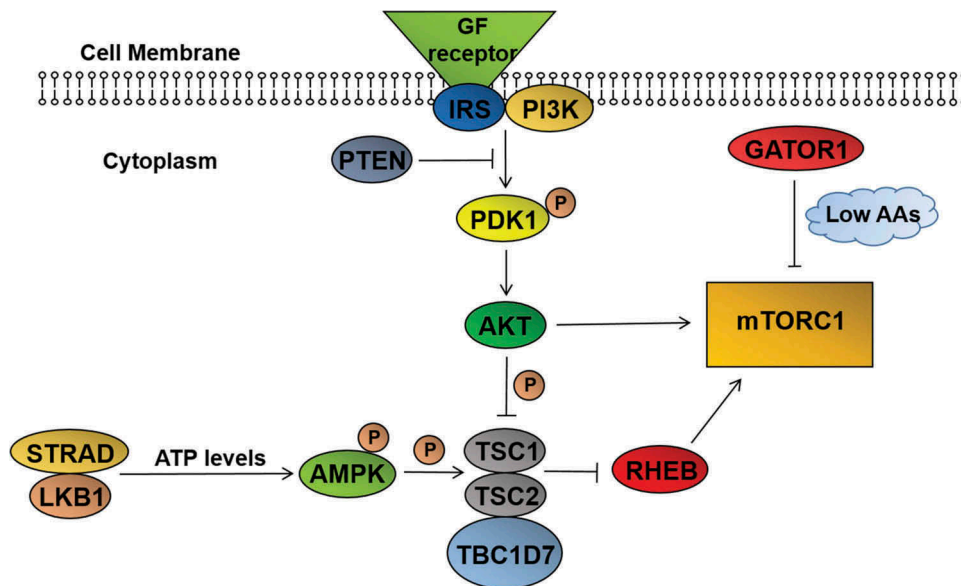 GF
receptor
Cell Membrane
IRS
PI3K
Cytoplasm
PTEN
GATOR1
P
PDK1
Low AAs
AKT
mTORC1
P
P
P
TSC1
STRAD
ATP levels
AMPK
RHEB
LKB1
TSC2
TBC1D7